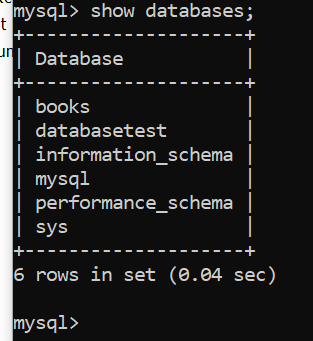 mysql> show databases;
+--------------------+
| Database           |
+--------------------+
| books              |
| databasetest       |
| information_schema |
| mysql              |
| performance_schema |
| sys                |
+--------------------+
6 rows in set (0.04 sec)

mysql>